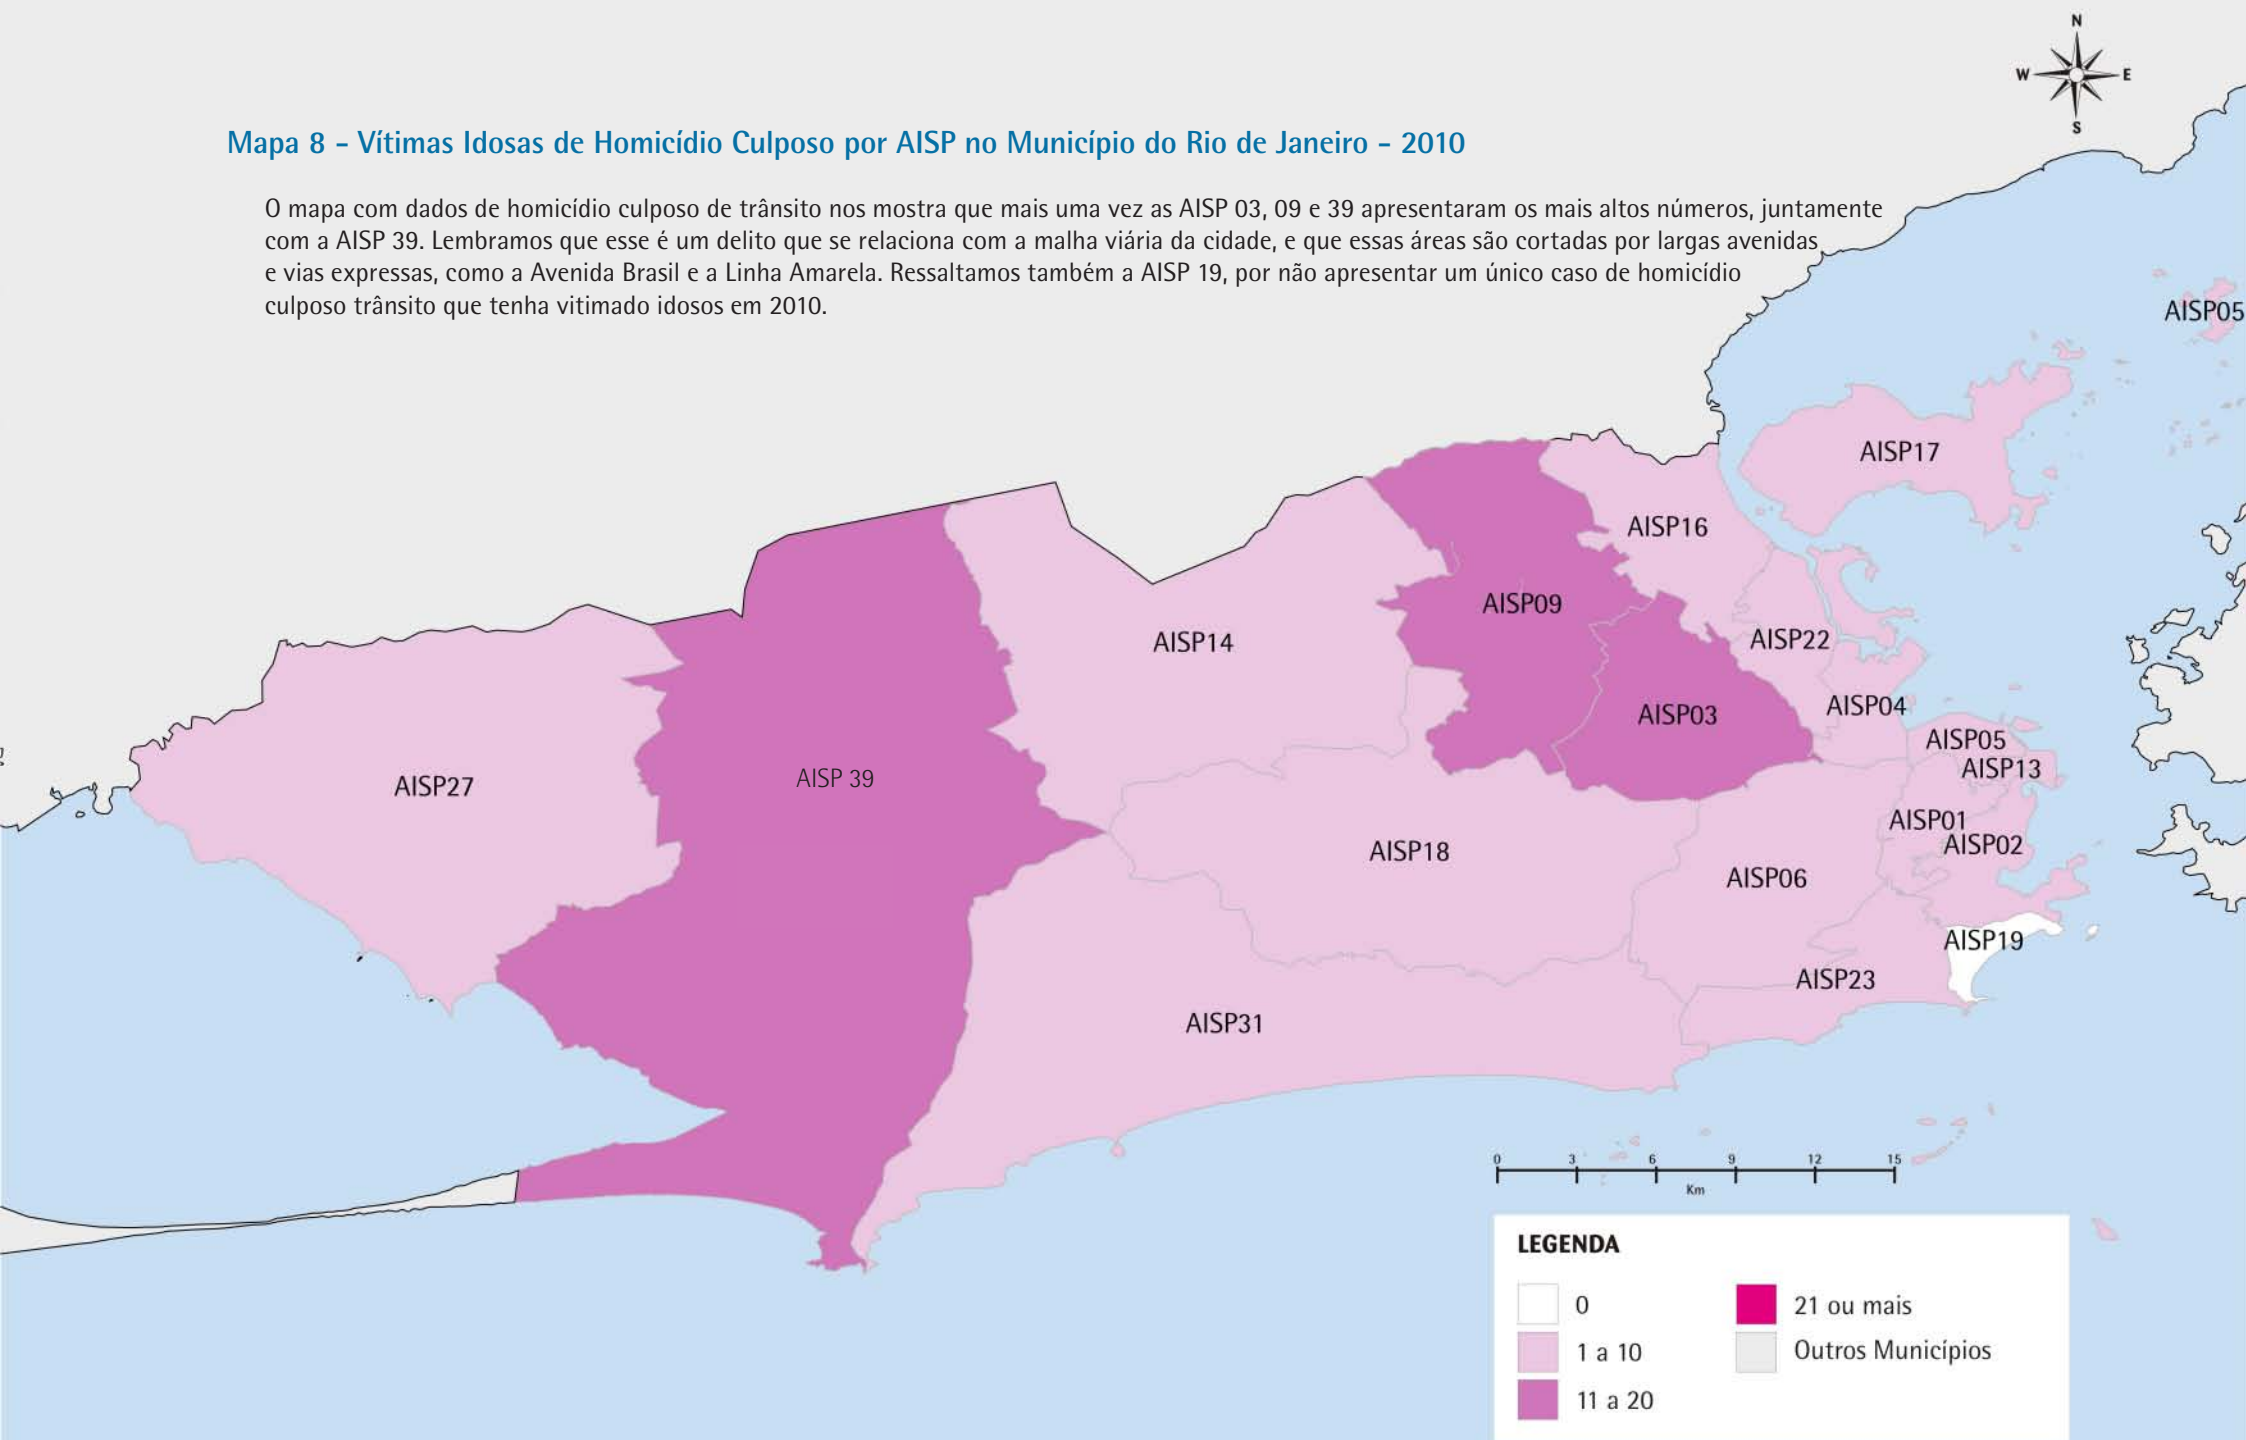 N
W E
S
Mapa 8 - Vítimas Idosas de Homicídio Culposo por AISP no Município do Rio de Janeiro - 2010
O mapa com dados de homicídio culposo de trânsito nos mostra que mais uma vez as AISP 03, 09 e 39 apresentaram os mais altos números, juntamente
com a AISP 39. Lembramos que esse é um delito que se relaciona com a malha viária da cidade, e que essas áreas são cortadas por largas avenidas
e vias expressas, como a Avenida Brasil e a Linha Amarela. Ressaltamos também a AISP 19, por não apresentar um único caso de homicídio
culposo trânsito que tenha vitimado idosos em 2010.
AISP05
AISP17
AISP16
AISP09
AISP14
AISP22
AISP03
AISP04
AISP05
AISP13
AISP27
AISP 39
AISP01
AISP02
AISP18
AISP06
AISP19
AISP23
AISP31
0 3 6 9 12 15
Km
LEGENDA
0
1 a 10
11 a 20
21 ou mais
Outros Municípios